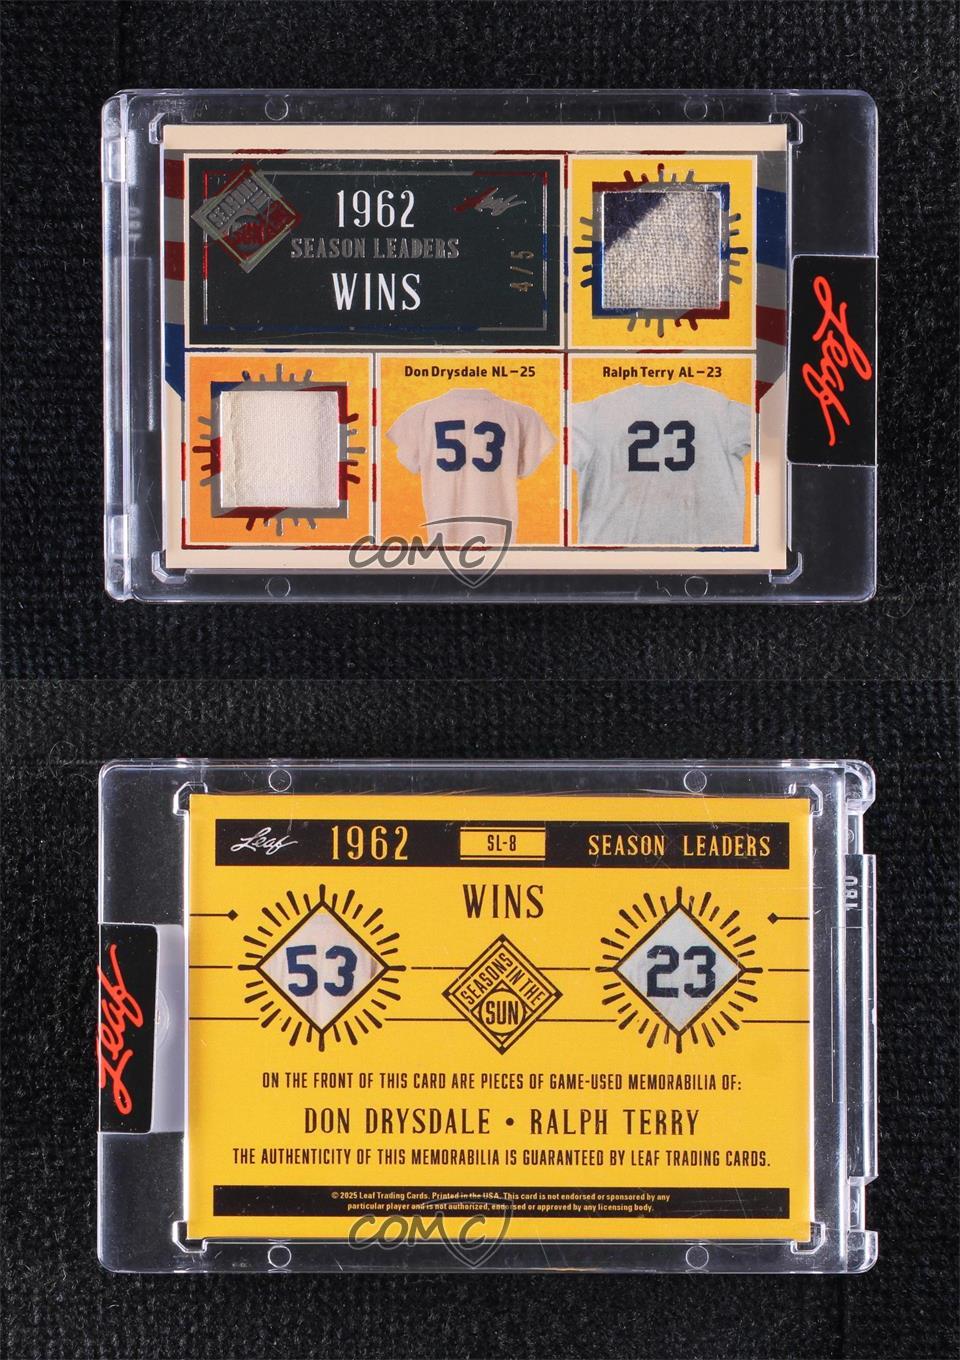 1962
Leaf
SEASON LEADERS
WINS
4/5
Leaf
Don Drysdale NL-25
Ralph Terry AL-23
53
23
COMC
Leaf
1962
SL-8
SEASON LEADERS
WINS
53
23
SEASONS IN THE
SUN
Leaf
ON THE FRONT OF THIS CARD ARE PIECES OF GAME-USED MEMORABILIA OF:
DON DRYSDALE • RALPH TERRY
THE AUTHENTICITY OF THIS MEMORABILIA IS GUARANTEED BY LEAF TRADING CARDS.
© 2025 Leaf Trading Cards. Printed in the USA. This card is not endorsed or sponsored by any
particular player and is not authorized, endorsed or approved by any licensing body.
COMC